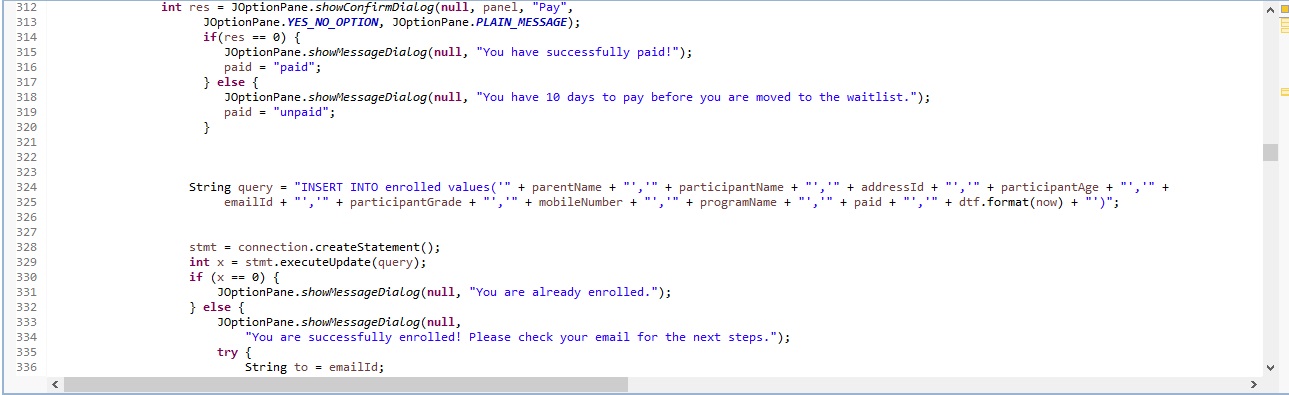 312 int res = JOptionPane.showConfirmDialog(null, panel, "Pay",
313 JOptionPane.YES_NO_OPTION, JOptionPane.PLAIN_MESSAGE);
314 if(res == 0) {
315 JOptionPane.showMessageDialog(null, "You have successfully paid!");
316 paid = "paid";
317 } else {
318 JOptionPane.showMessageDialog(null, "You have 10 days to pay before you are moved to the waitlist.");
319 paid = "unpaid";
320 }
321
322
323
324 String query = "INSERT INTO enrolled values('" + parentName + "','" + participantName + "','" + addressId + "','" + participantAge + "','" +
325 emailId + "','" + participantGrade + "','" + mobileNumber + "','" + programName + "','" + paid + "','" + dtf.format(now) + "')";
326
327
328 stmt = connection.createStatement();
329 int x = stmt.executeUpdate(query);
330 if (x == 0) {
331 JOptionPane.showMessageDialog(null, "You are already enrolled.");
332 } else {
333 JOptionPane.showMessageDialog(null,
334 "You are successfully enrolled! Please check your email for the next steps.");
335 try {
336 String to = emailId;